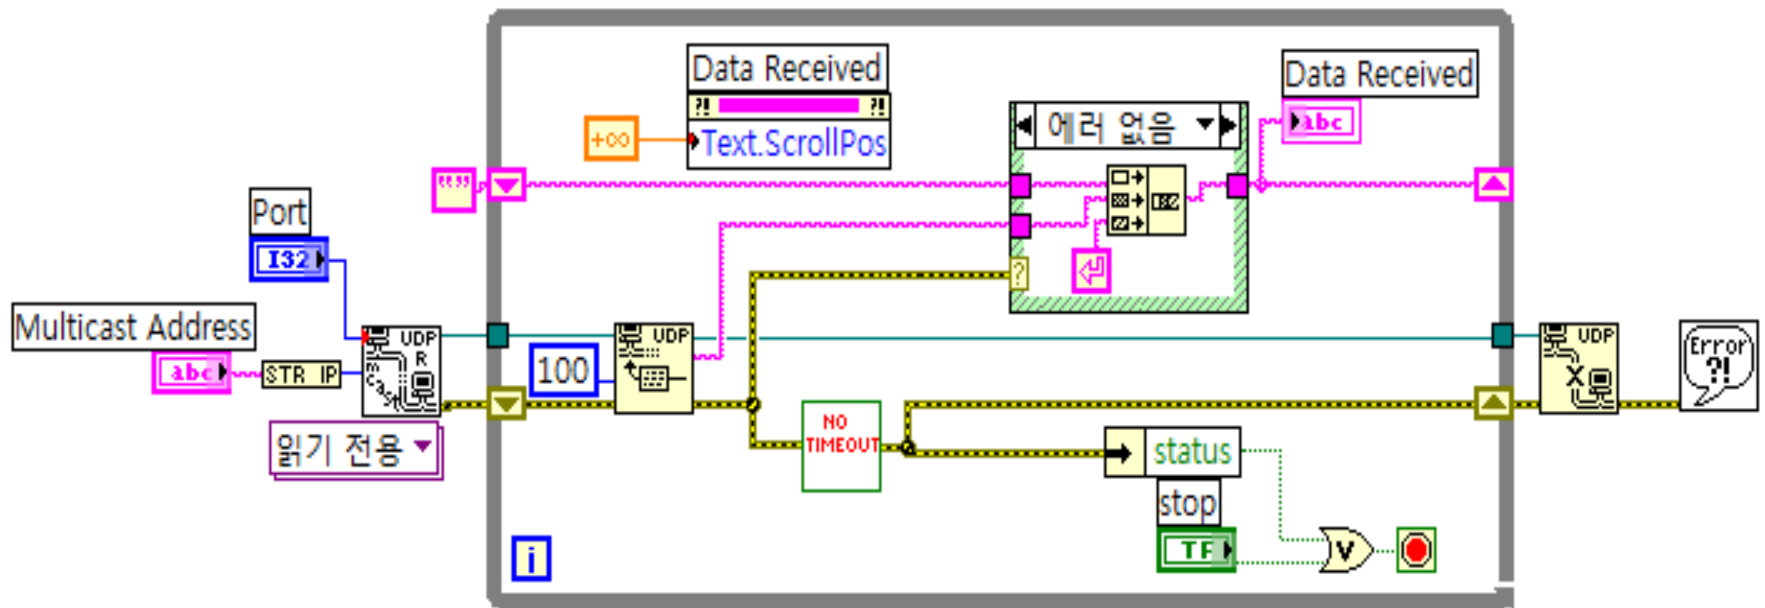 Data Received
?! ?!
Text.ScrollPos
+∞
""
에러 없음
Data Received
abc
Port
I32
Multicast Address
abc
STR IP
UDP
R
mcast
읽기 전용
100
UDP
NO
TIMEOUT
status
stop
TF
V
i
UDP
X
Error
?!
?